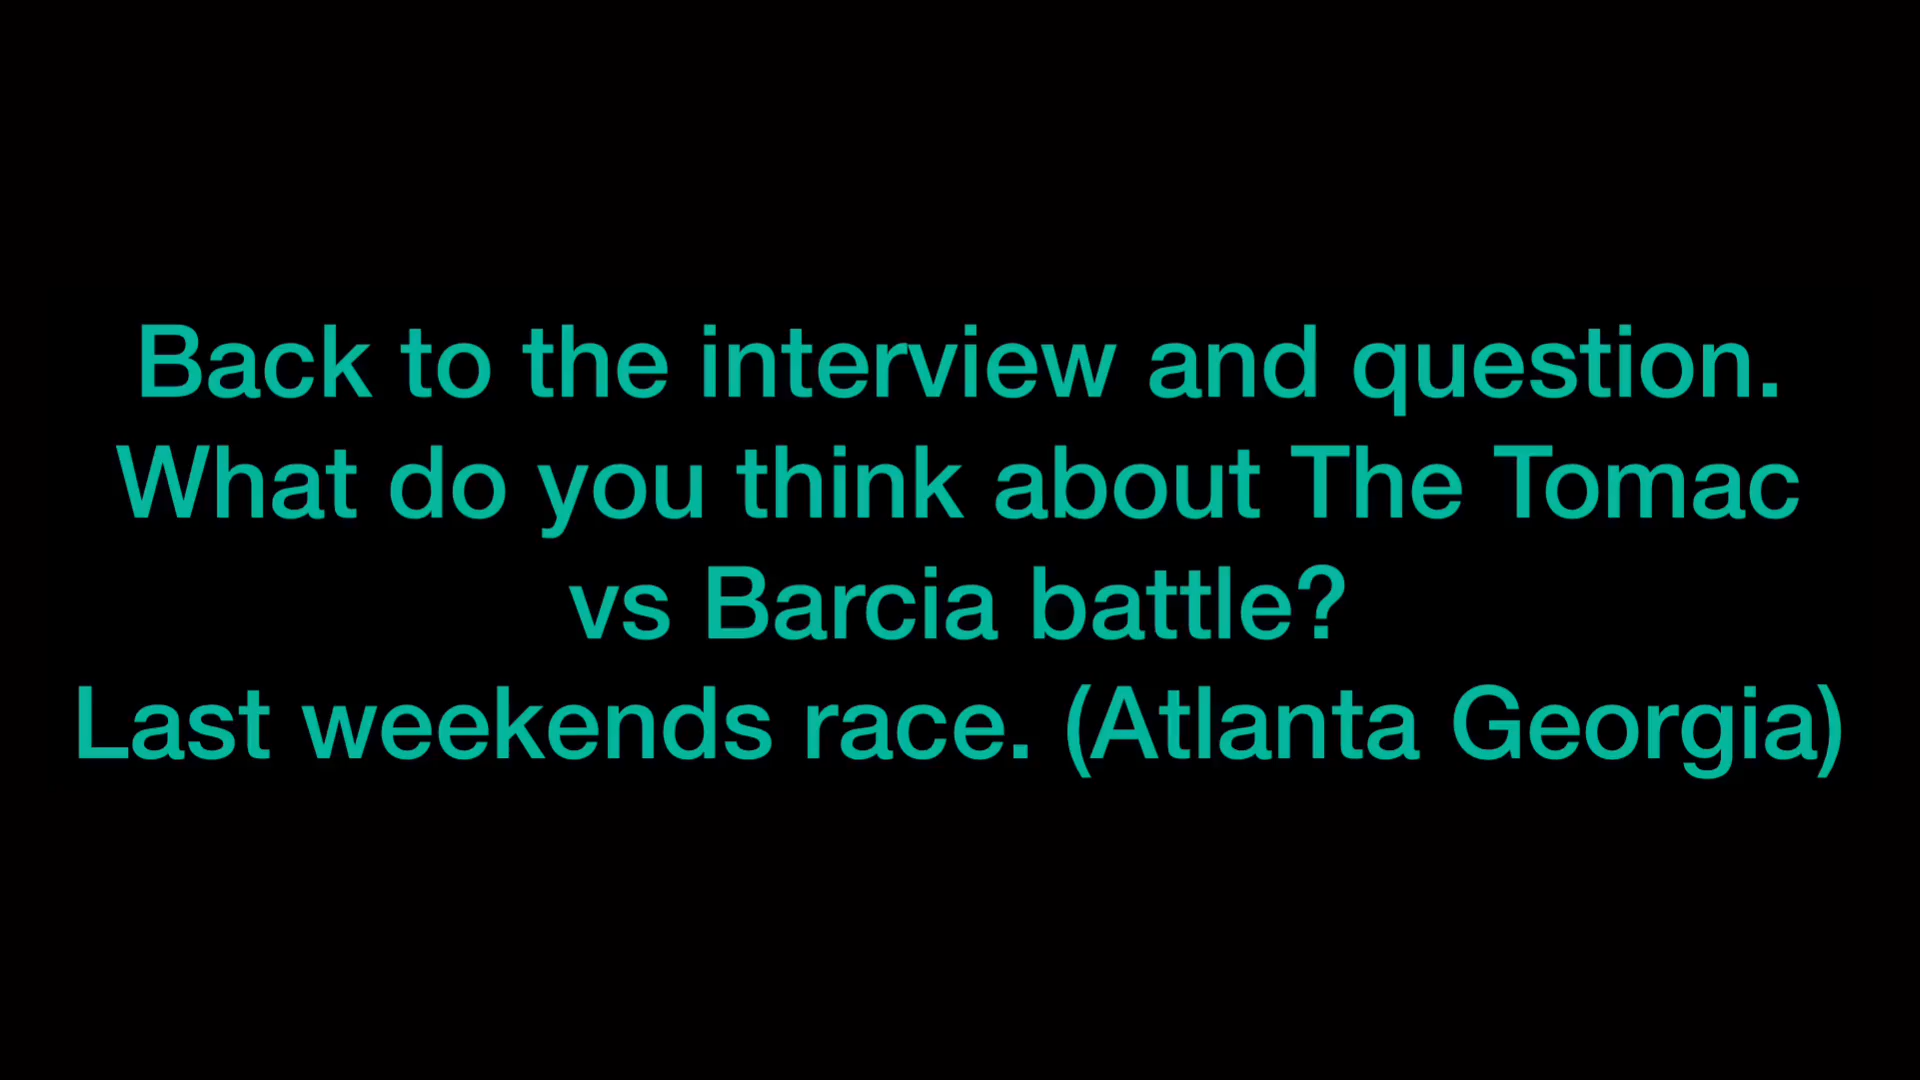 Back to the interview and question.
What do you think about The Tomac
vs Barcia battle?
Last weekends race. (Atlanta Georgia)